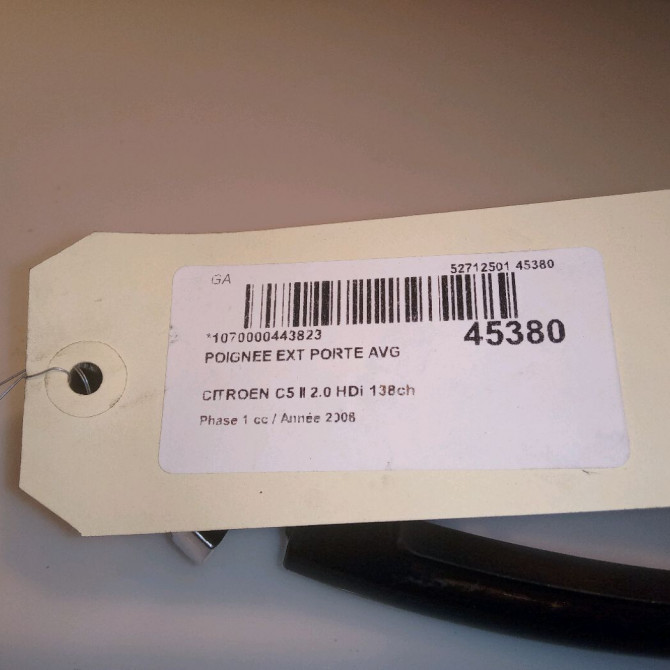 GA
52712501 45380
*1070000443823
45380
POIGNEE EXT PORTE AVG
CITROEN C5 II 2.0 HDi 138ch
Phase 1 cc / Année 2008